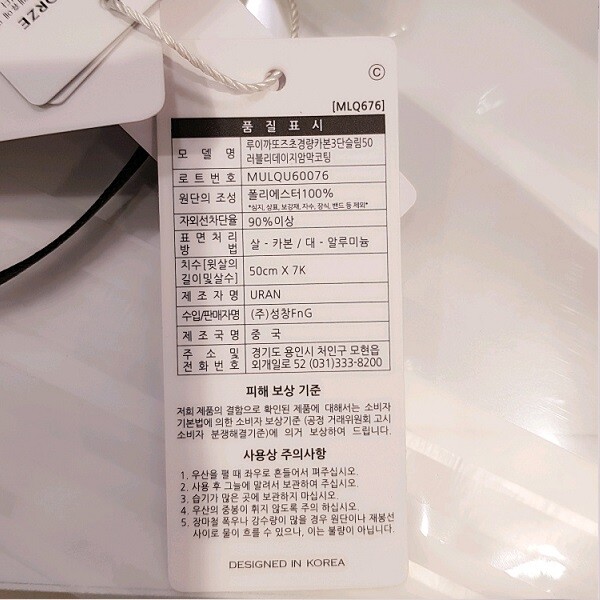 ORZE
ⓒ
[MLQ676]
품 질 표 시
모 델 명 루이까또즈초경량카본3단슬림50
러블리데이지암막코팅
로트번호 MULQU60076
원단의 조성 폴리에스터100%
*심지, 상표, 보강재, 자수, 장식, 밴드 등 제외*
자외선차단율 90%이상
표면처리 방법 살 - 카본 / 대 - 알루미늄
치수[윗살의 길이및살수] 50cm X 7K
제조자명 URAN
수입/판매자명 (주)성창FnG
제조국명 중 국
주소 및 경기도 용인시 처인구 모현읍
전화번호 외개일로 52 (031)333-8200
피해 보상 기준
저희 제품의 결함으로 확인된 제품에 대해서는 소비자
기본법에 의한 소비자 보상기준 (공정 거래위원회 고시
소비자 분쟁해결기준)에 의거 보상하여 드립니다.
사용상 주의사항
1. 우산을 펼 때 좌우로 흔들어서 펴주십시오.
2. 사용 후 그늘에 말려서 보관하여 주십시오.
3. 습기가 많은 곳에 보관하지 마십시오.
4. 우산의 중봉이 휘지 않도록 주의 하십시오.
5. 장마철 폭우나 강수량이 많을 경우 원단이나 재봉선
사이로 물이 흐를 수 있으나, 이는 불량이 아닙니다.
DESIGNED IN KOREA